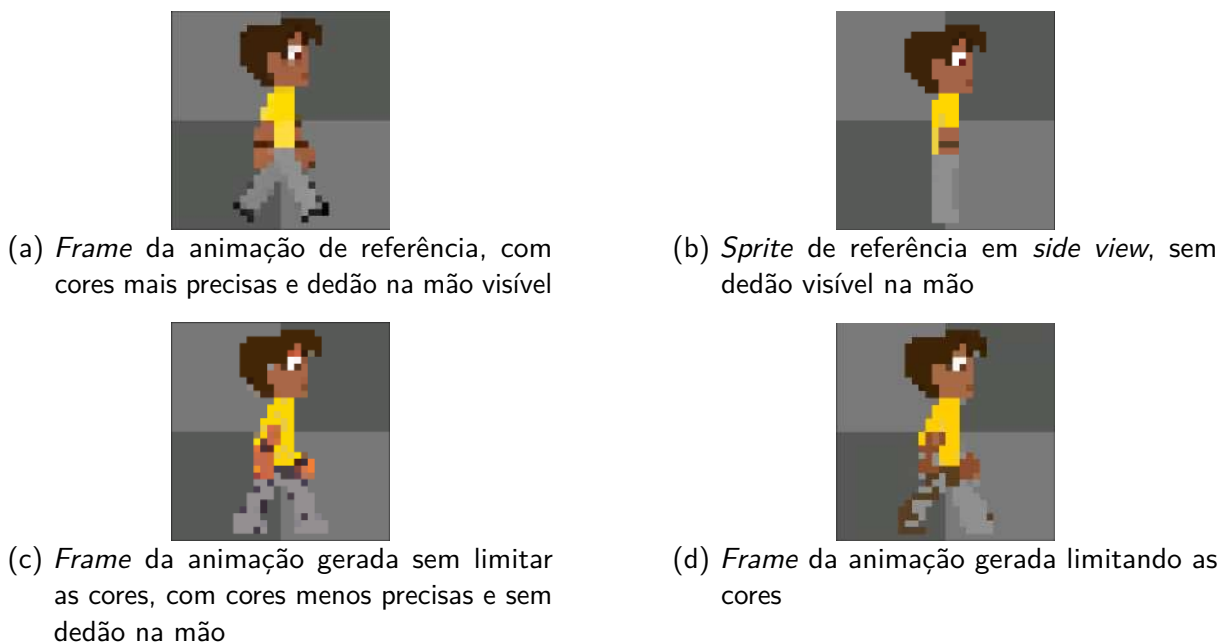 (a) Frame da animação de referência, com
cores mais precisas e dedão na mão visível
(b) Sprite de referência em side view, sem
dedão visível na mão
(c) Frame da animação gerada sem limitar
as cores, com cores menos precisas e sem
dedão na mão
(d) Frame da animação gerada limitando as
cores